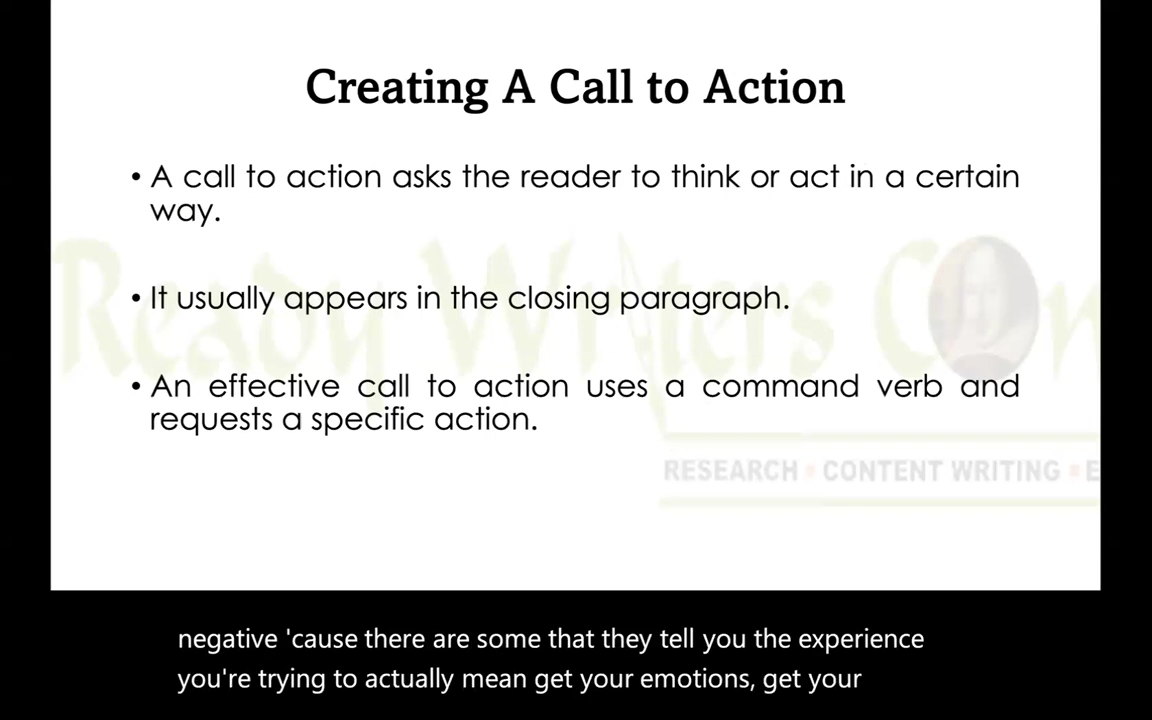 Creating A Call to Action
• A call to action asks the reader to think or act in a certain
way.
• It usually appears in the closing paragraph.
• An effective call to action uses a command verb and
requests a specific action.
Ready Writers Con
RESEARCH • CONTENT WRITING • E
negative 'cause there are some that they tell you the experience
you're trying to actually mean get your emotions, get your